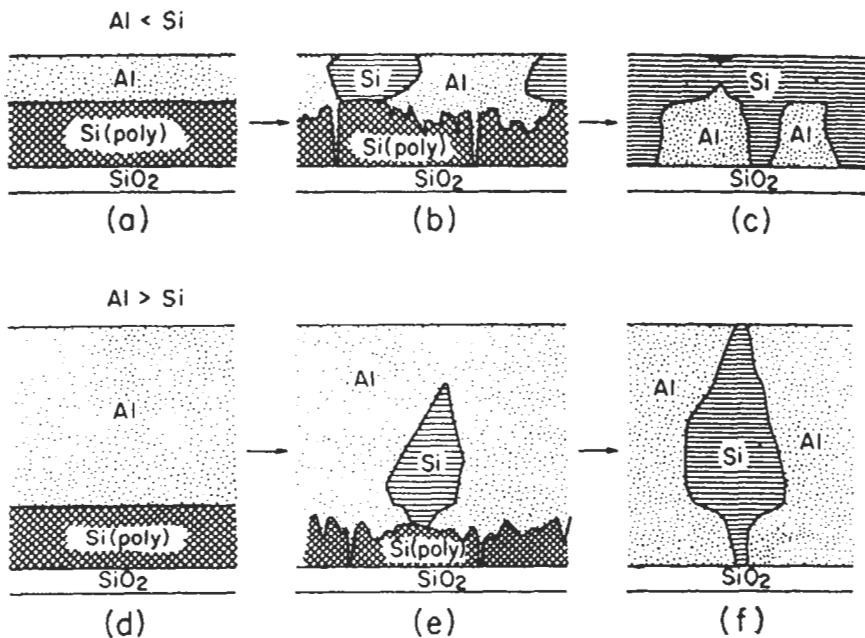 Al < Si
Al
Si(poly)
SiO₂
(a)
Si
Al
Si(poly)
SiO₂
(b)
Si
Al
Al
SiO₂
(c)
Al > Si
Al
Si(poly)
SiO₂
(d)
Al
Si
Si(poly)
SiO₂
(e)
Al
Si
Al
SiO₂
(f)